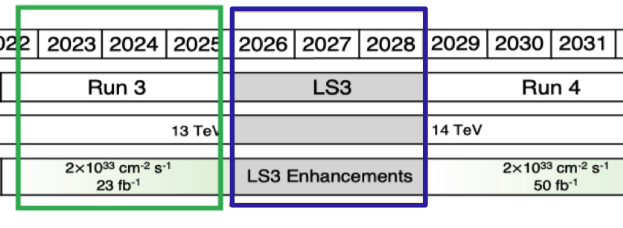 022 2023 2024 2025 2026 2027 2028 2029 2030 2031
Run 3 LS3 Run 4
13 TeV 14 TeV
2×10³³ cm⁻² s⁻¹ LS3 Enhancements 2×10³³ cm⁻² s⁻¹
23 fb⁻¹ 50 fb⁻¹